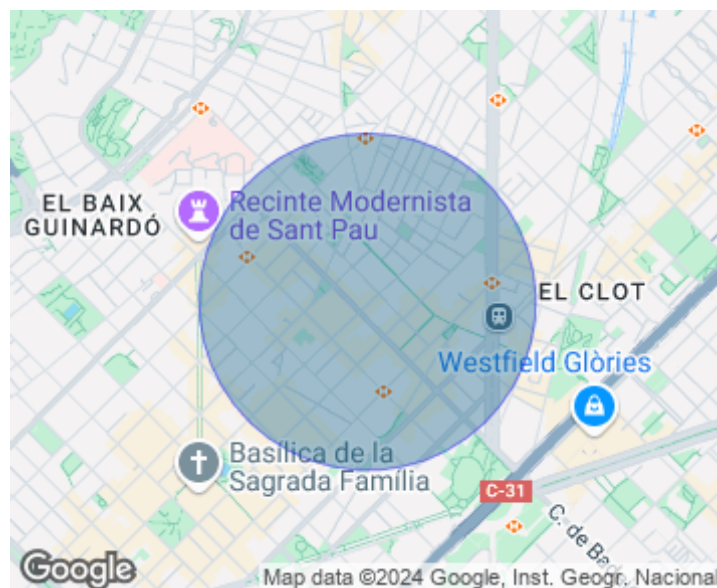 EL BAIX
GUINARDÓ
Recinte Modernista
de Sant Pau
EL CLOT
Westfield Glòries
Basílica de la
Sagrada Família
C-31
C. de Ba
Google
Map data ©2024 Google, Inst. Geogr. Nacional